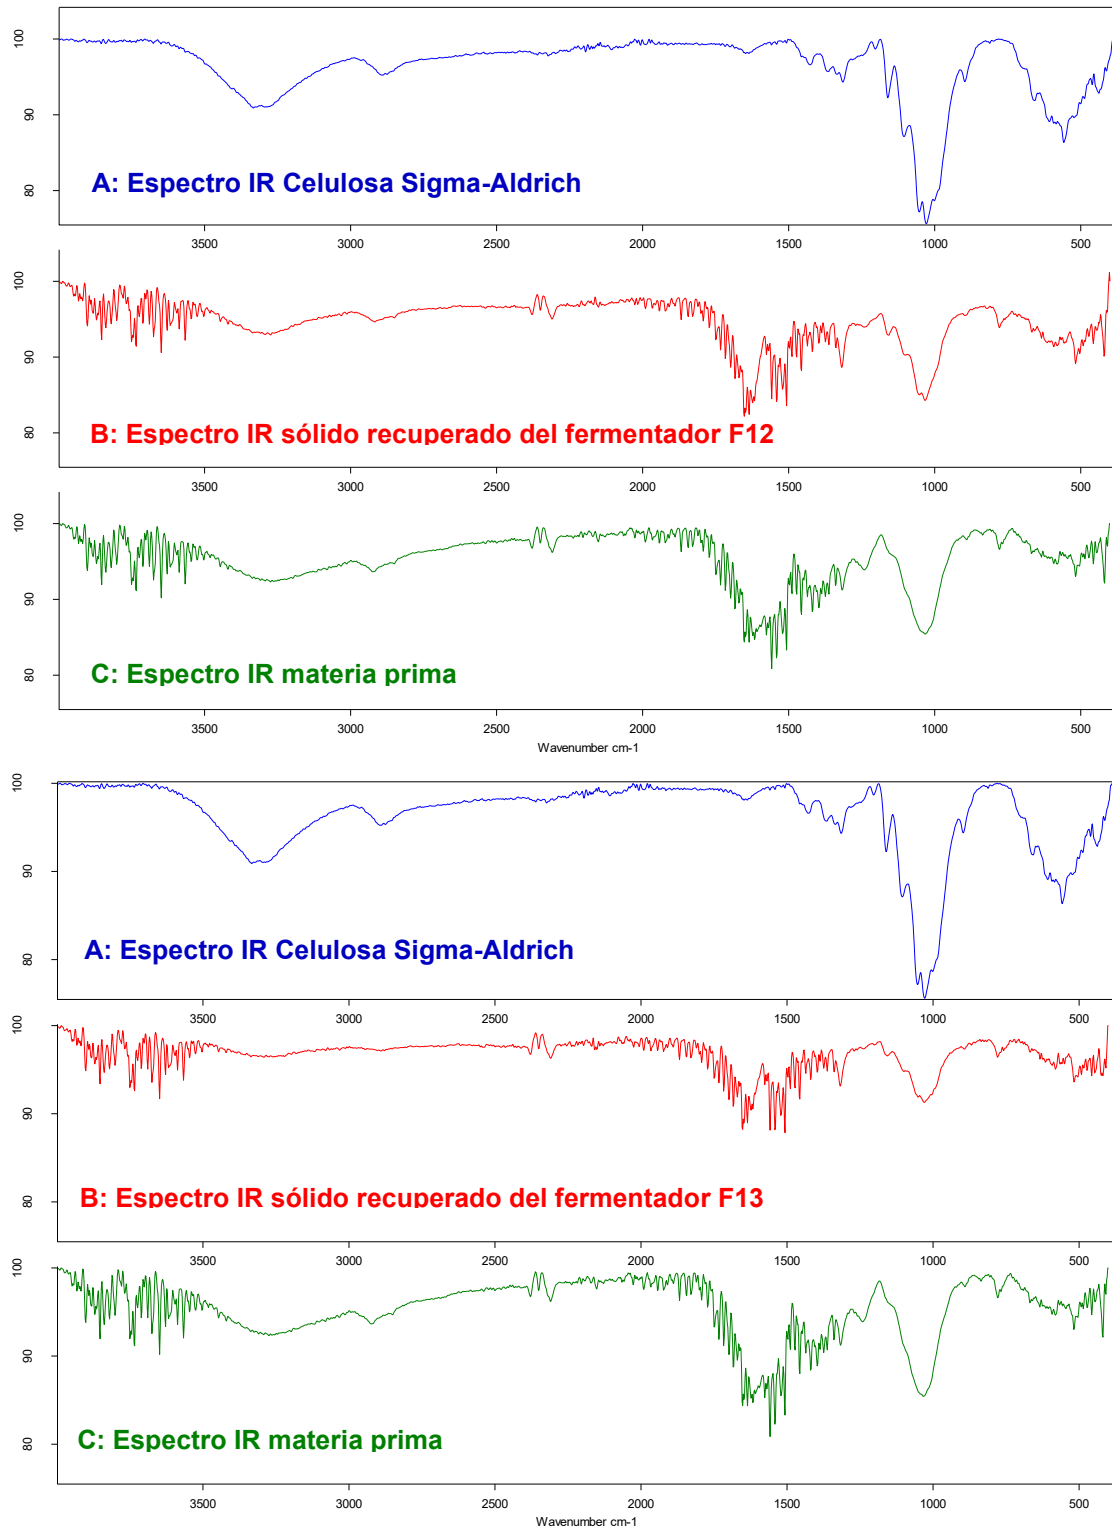 100
90
80
A: Espectro IR Celulosa Sigma-Aldrich
3500 3000 2500 2000 1500 1000 500
100
90
80
B: Espectro IR sólido recuperado del fermentador F12
3500 3000 2500 2000 1500 1000 500
100
90
80
C: Espectro IR materia prima
3500 3000 2500 2000 1500 1000 500
Wavenumber cm-1
100
90
80
A: Espectro IR Celulosa Sigma-Aldrich
3500 3000 2500 2000 1500 1000 500
100
90
80
B: Espectro IR sólido recuperado del fermentador F13
3500 3000 2500 2000 1500 1000 500
100
90
80
C: Espectro IR materia prima
3500 3000 2500 2000 1500 1000 500
Wavenumber cm-1